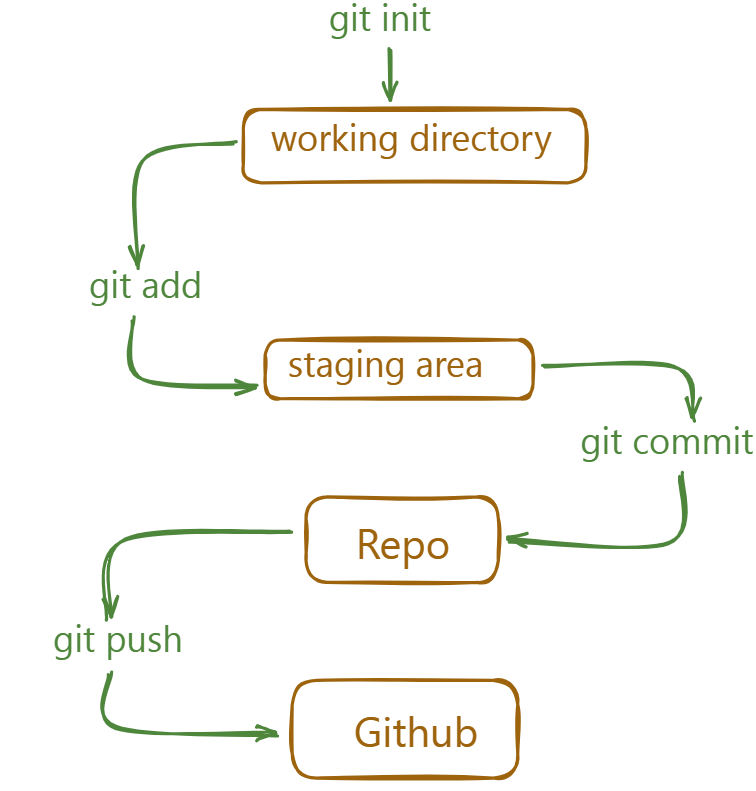 git init
working directory
git add
staging area
git commit
Repo
git push
Github